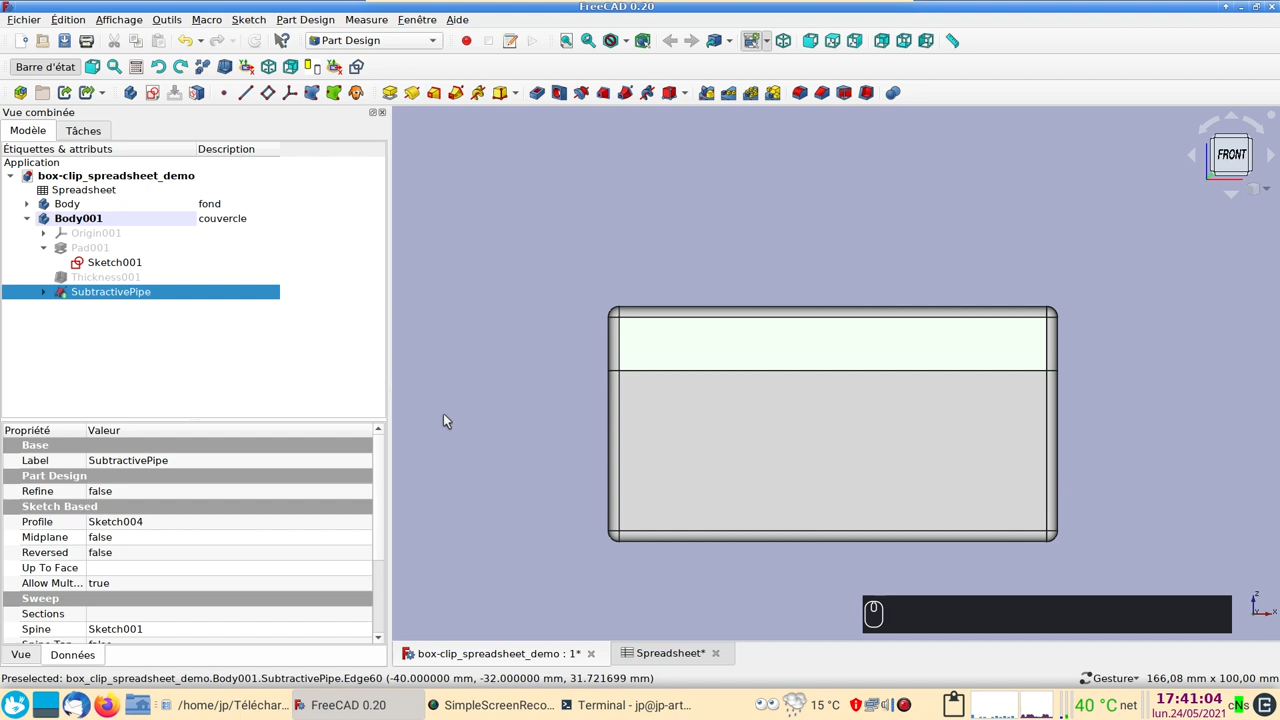 FreeCAD 0.20
Fichier Édition Affichage Outils Macro Sketch Part Design Measure Fenêtre Aide
Part Design
Barre d'état
Vue combinée
Modèle Tâches
Étiquettes & attributs Description
Application
box-clip_spreadsheet_demo
Spreadsheet
Body fond
Body001 couvercle
Origin001
Pad001
Sketch001
Thickness001
SubtractivePipe
FRONT
Propriété Valeur
Base
Label SubtractivePipe
Part Design
Refine false
Sketch Based
Profile Sketch004
Midplane false
Reversed false
Up To Face
Allow Mult... true
Sweep
Sections
Spine Sketch001
z
x
Vue Données
box-clip_spreadsheet_demo : 1* Spreadsheet*
Preselected: box_clip_spreadsheet_demo.Body001.SubtractivePipe.Edge60 (-40.000000 mm, -32.000000 mm, 31.721699 mm) Gesture 166,08 mm x 100,00 mm
/home/jp/Téléchar... FreeCAD 0.20 SimpleScreenReco... Terminal - jp@jp-art... 15 °C 40 °C net 17:41:04 cNs
lun.24/05/2021